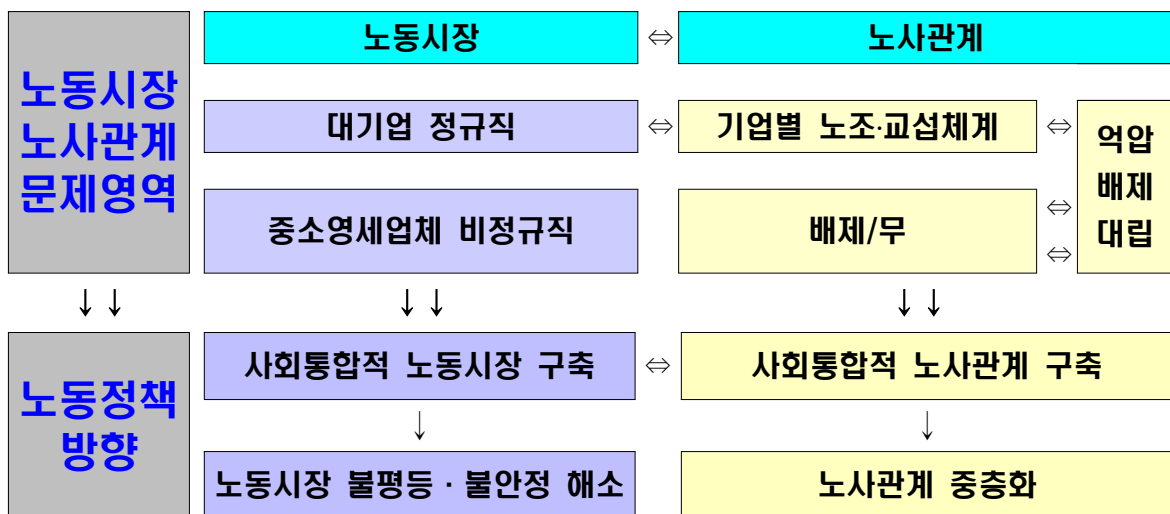 노동시장 ⇔ 노사관계
노동시장
노사관계
문제영역
대기업 정규직 ⇔ 기업별 노조·교섭체계 ⇔
중소영세업체 비정규직
배제/무 ⇔
⇔
억압
배제
대립
↓↓ ↓↓ ↓↓
노동정책
방향
사회통합적 노동시장 구축 ⇔ 사회통합적 노사관계 구축
↓ ↓
노동시장 불평등 · 불안정 해소
노사관계 중층화